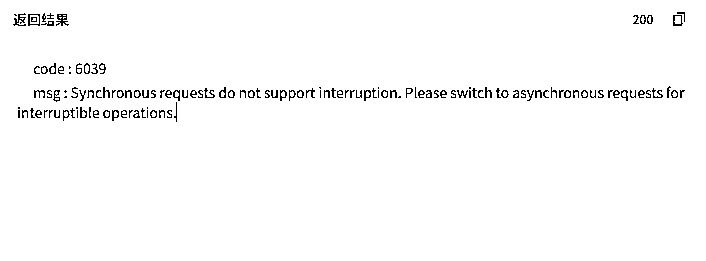 返回结果 200
code : 6039
msg : Synchronous requests do not support interruption. Please switch to asynchronous requests for
interruptible operations.